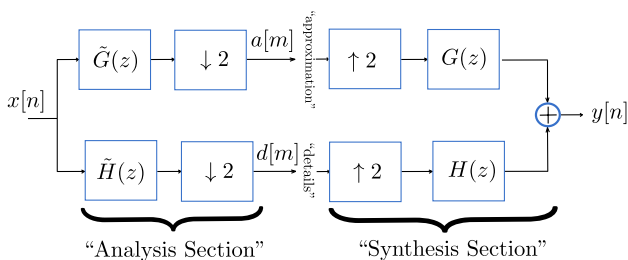 G̃(z)
↓ 2
a[m]
“approximation”
↑ 2
G(z)
x[n]
y[n]
H̃(z)
↓ 2
d[m]
“details”
↑ 2
H(z)
+
“Analysis Section”
“Synthesis Section”